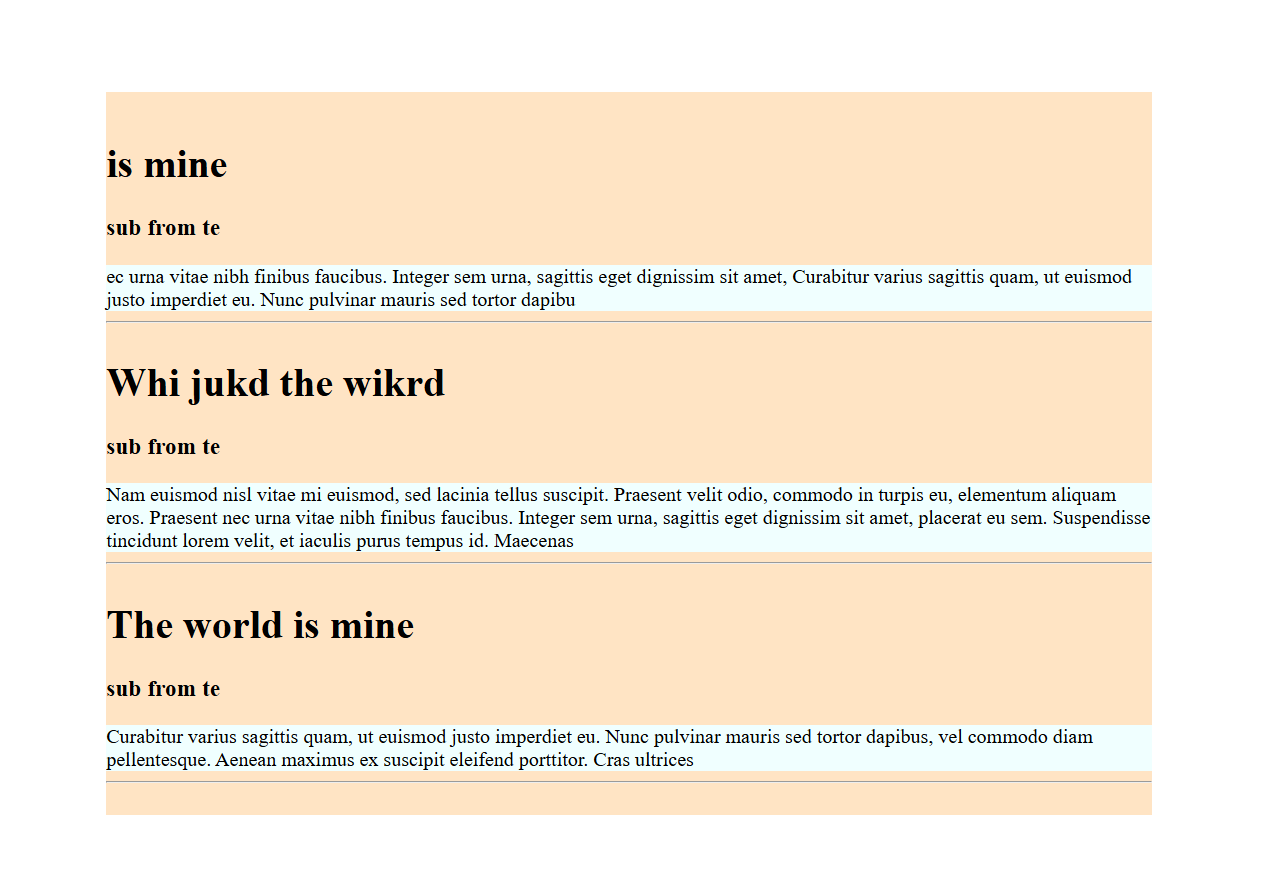 is mine
sub from te
ec urna vitae nibh finibus faucibus. Integer sem urna, sagittis eget dignissim sit amet, Curabitur varius sagittis quam, ut euismod
justo imperdiet eu. Nunc pulvinar mauris sed tortor dapibu
Whi jukd the wikrd
sub from te
Nam euismod nisl vitae mi euismod, sed lacinia tellus suscipit. Praesent velit odio, commodo in turpis eu, elementum aliquam
eros. Praesent nec urna vitae nibh finibus faucibus. Integer sem urna, sagittis eget dignissim sit amet, placerat eu sem. Suspendisse
tincidunt lorem velit, et iaculis purus tempus id. Maecenas
The world is mine
sub from te
Curabitur varius sagittis quam, ut euismod justo imperdiet eu. Nunc pulvinar mauris sed tortor dapibus, vel commodo diam
pellentesque. Aenean maximus ex suscipit eleifend porttitor. Cras ultrices